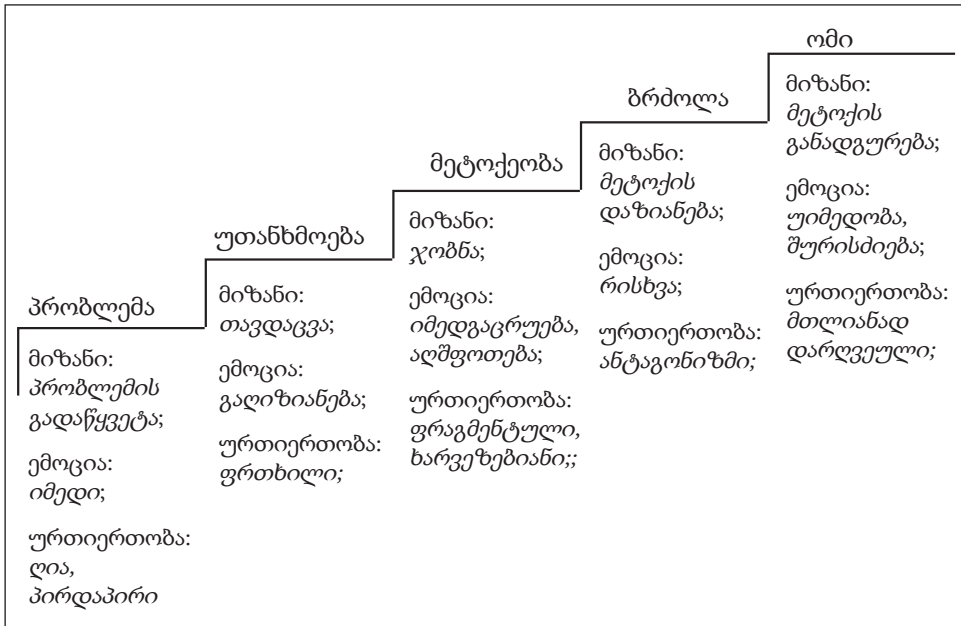 პრობლემა
მიზანი:
პრობლემის
გადაწყვეტა;
ემოცია:
იმედი;
ურთიერთობა:
ღია,
პირდაპირი
უთანხმოება
მიზანი:
თავდაცვა;
ემოცია:
გაღიზიანება;
ურთიერთობა:
ფრთხილი;
მეტოქეობა
მიზანი:
ჯობნა;
ემოცია:
იმედგაცრუება,
აღშფოთება;
ურთიერთობა:
ფრაგმენტული,
ხარვეზებიანი;;
ბრძოლა
მიზანი:
მეტოქის
დაზიანება;
ემოცია:
რისხვა;
ურთიერთობა:
ანტაგონიზმი;
ომი
მიზანი:
მეტოქის
განადგურება;
ემოცია:
უიმედობა,
შურისძიება;
ურთიერთობა:
მთლიანად
დარღვეული;